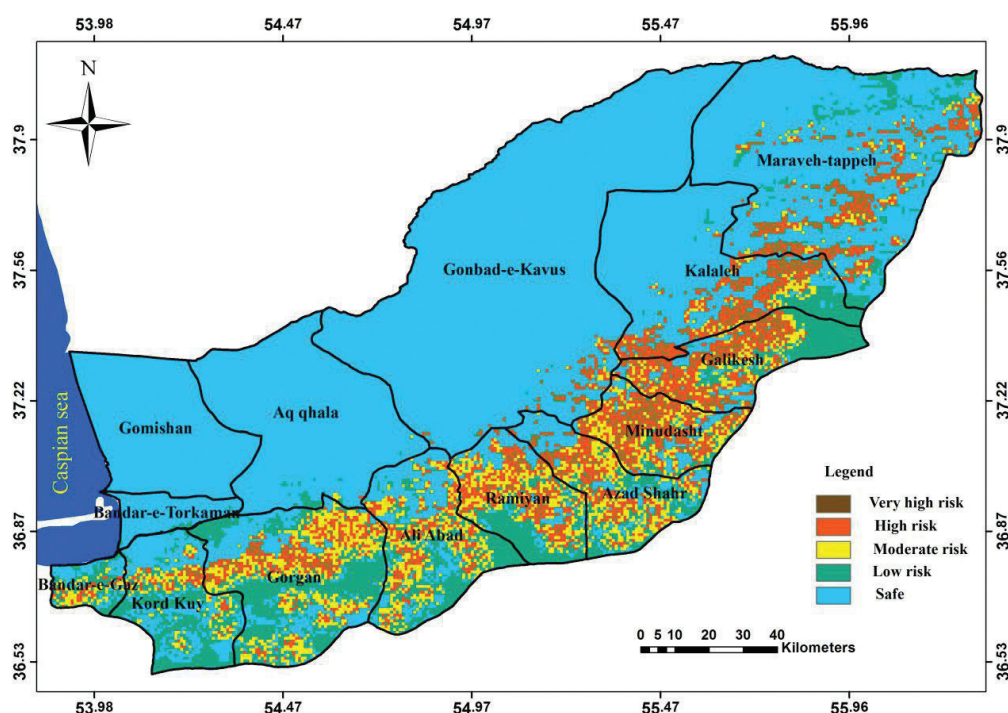 53.98 54.47 54.97 55.47 55.96
N
37.9 37.9
Maraveh-tappeh
37.56 37.56
Gonbad-e-Kavus
Kalaleh
Galikesh
37.22 37.22
Caspian sea
Gomishan
Aq qhala
Minudasht
Legend
Very high risk
High risk
Moderate risk
Low risk
Safe
Bandar-e-Torkaman
Ramiyan
Azad Shahr
36.87 36.87
Ali Abad
Bandar-e-Gaz
Gorgan
Kord Kuy
0 5 10 20 30 40
Kilometers
36.53 36.53
53.98 54.47 54.97 55.47 55.96